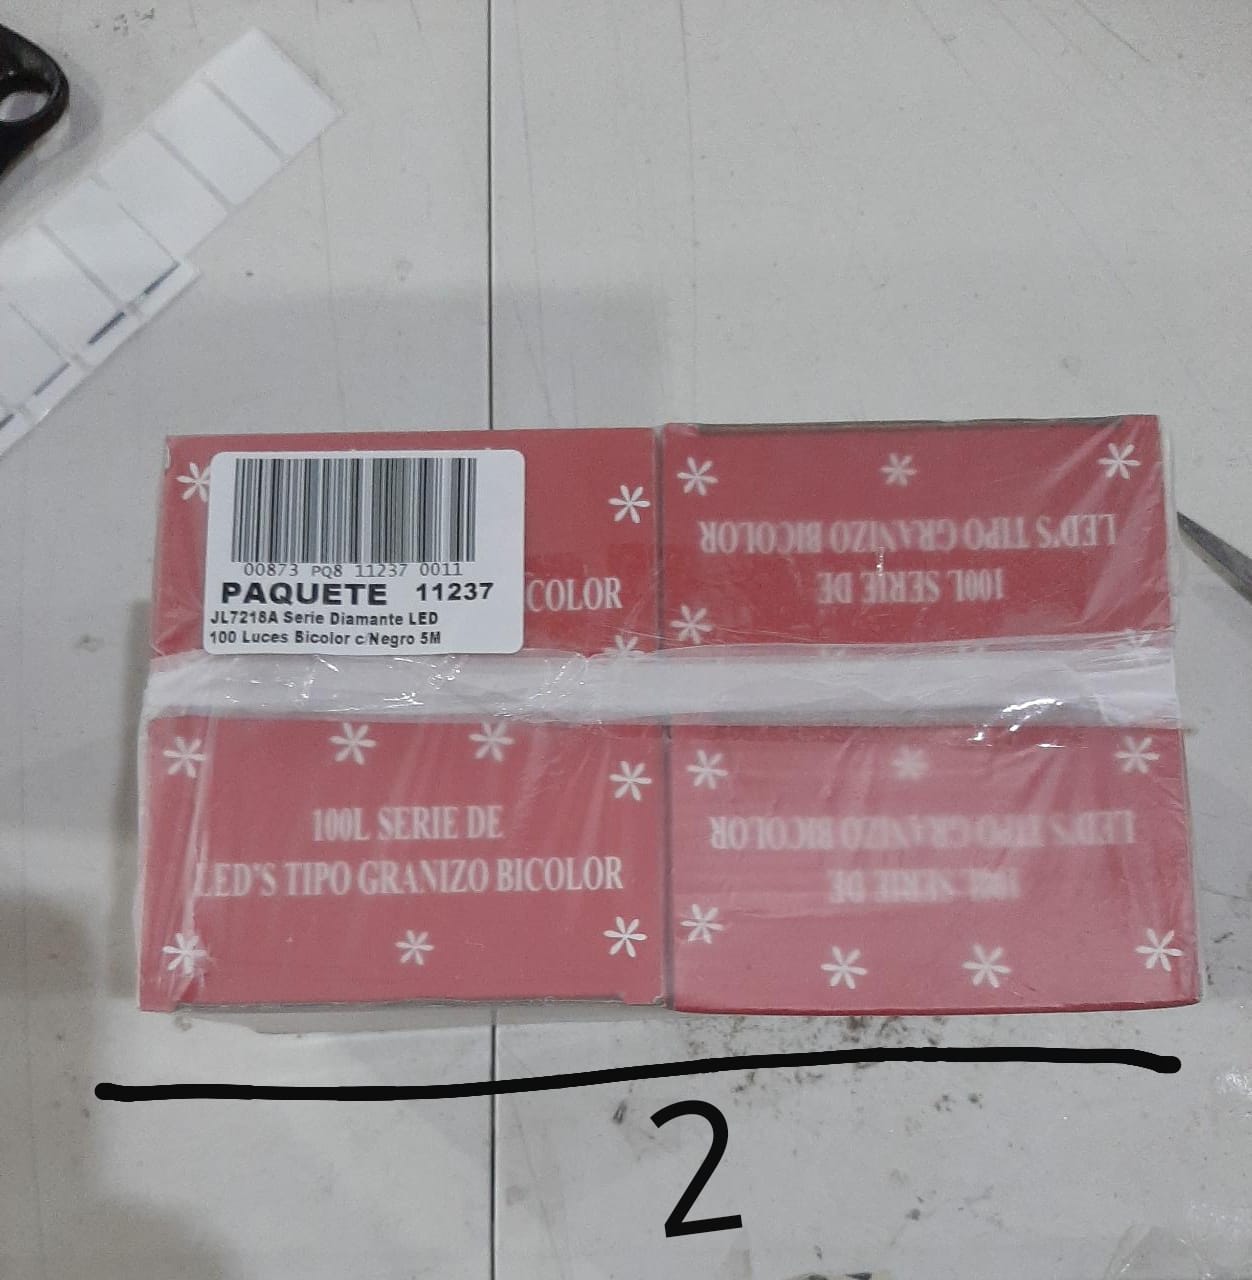 00873 PQ8 11237 0011
PAQUETE 11237
JL7218A Serie Diamante LED
100 Luces Bicolor c/Negro 5M
COLOR
LED'S TIPO GRANIZO BICOLOR
100L SERIE DE
100L SERIE DE
LED'S TIPO GRANIZO BICOLOR
100L SERIE DE
LED'S TIPO GRANIZO BICOLOR
2